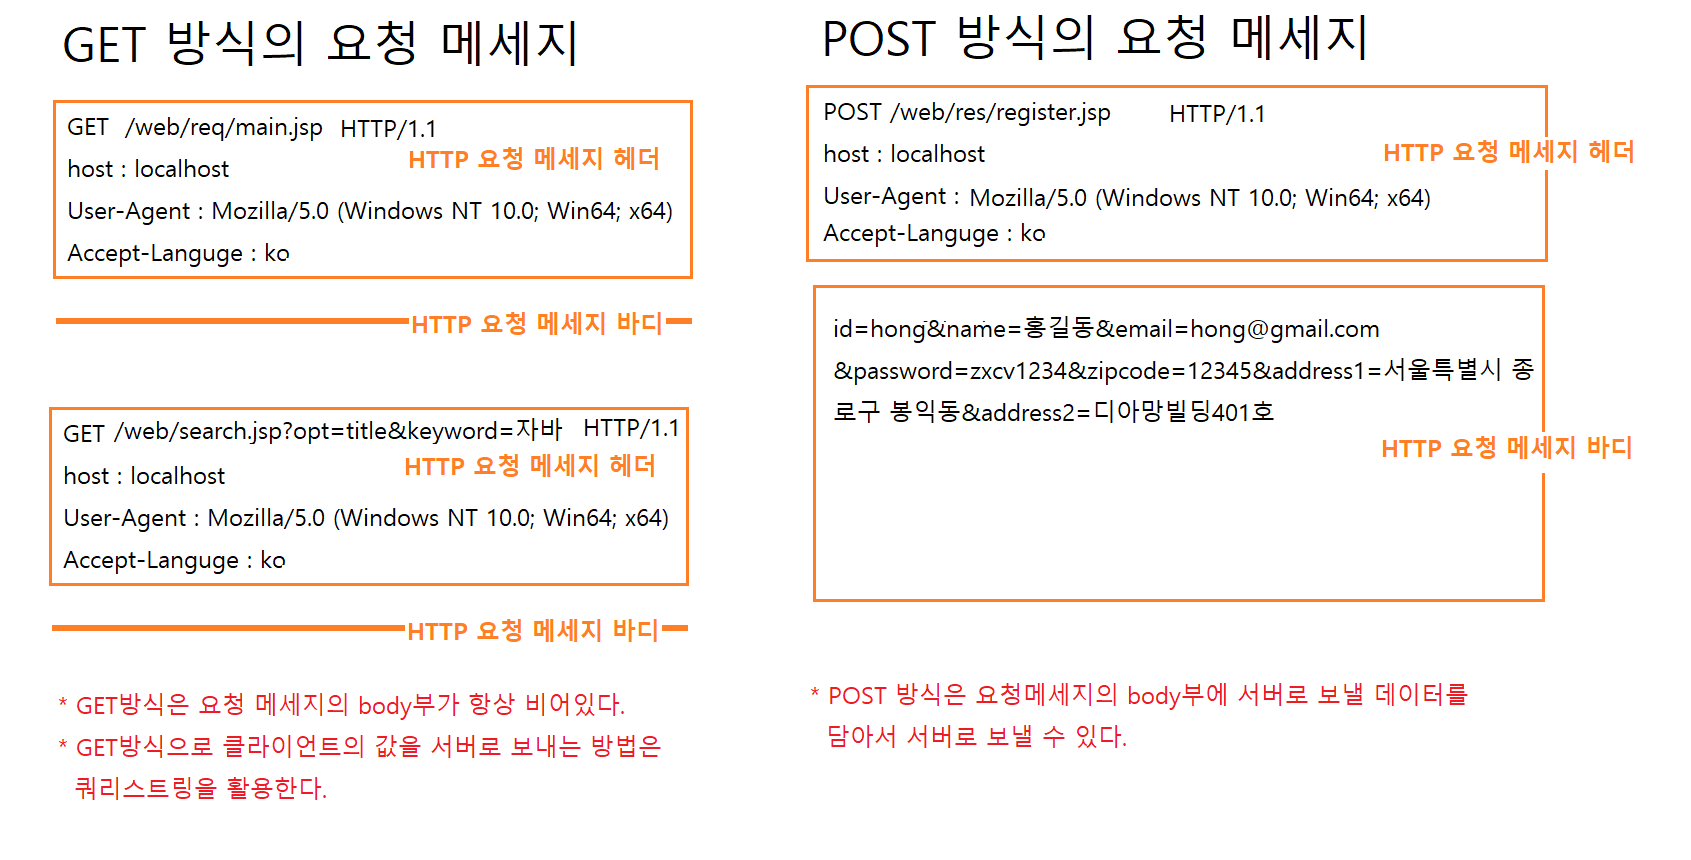 GET 방식의 요청 메세지
GET /web/req/main.jsp HTTP/1.1
HTTP 요청 메세지 헤더
host : localhost
User-Agent : Mozilla/5.0 (Windows NT 10.0; Win64; x64)
Accept-Languge : ko
HTTP 요청 메세지 바디
GET /web/search.jsp?opt=title&keyword=자바 HTTP/1.1
HTTP 요청 메세지 헤더
host : localhost
User-Agent : Mozilla/5.0 (Windows NT 10.0; Win64; x64)
Accept-Languge : ko
HTTP 요청 메세지 바디
* GET방식은 요청 메세지의 body부가 항상 비어있다.
* GET방식으로 클라이언트의 값을 서버로 보내는 방법은
쿼리스트링을 활용한다.
POST 방식의 요청 메세지
POST /web/res/register.jsp HTTP/1.1
HTTP 요청 메세지 헤더
host : localhost
User-Agent : Mozilla/5.0 (Windows NT 10.0; Win64; x64)
Accept-Languge : ko
id=hong&name=홍길동&email=hong@gmail.com
&password=zxcv1234&zipcode=12345&address1=서울특별시 종
로구 봉익동&address2=디아망빌딩401호
HTTP 요청 메세지 바디
* POST 방식은 요청메세지의 body부에 서버로 보낼 데이터를
담아서 서버로 보낼 수 있다.